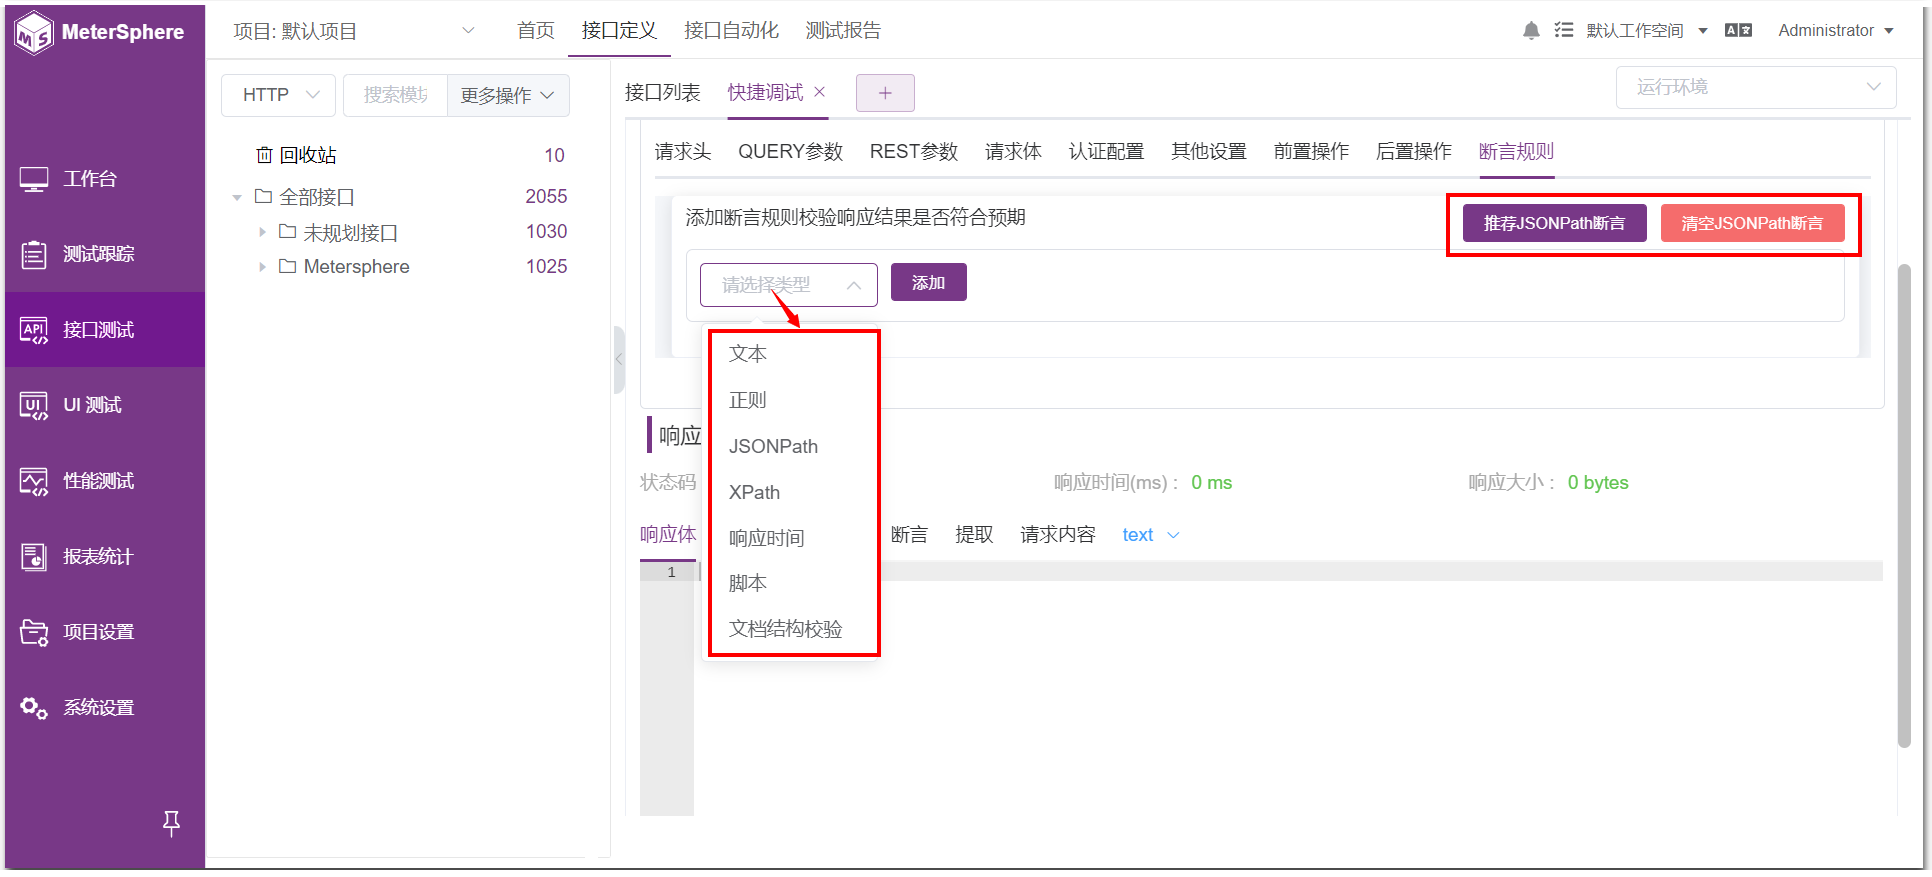 MeterSphere
项目: 默认项目
首页
接口定义
接口自动化
测试报告
默认工作空间
Administrator
工作台
测试跟踪
接口测试
UI 测试
性能测试
报表统计
项目设置
系统设置
HTTP
搜索模块
更多操作
回收站 10
全部接口 2055
未规划接口 1030
Metersphere 1025
接口列表
快捷调试
运行环境
请求头 QUERY参数 REST参数 请求体 认证配置 其他设置 前置操作 后置操作 断言规则
添加断言规则校验响应结果是否符合预期
推荐JSONPath断言
清空JSONPath断言
请选择类型
添加
文本
正则
JSONPath
XPath
响应时间
脚本
文档结构校验
响应
状态码
响应时间(ms) : 0 ms
响应大小 : 0 bytes
响应体
断言
提取
请求内容
text
1